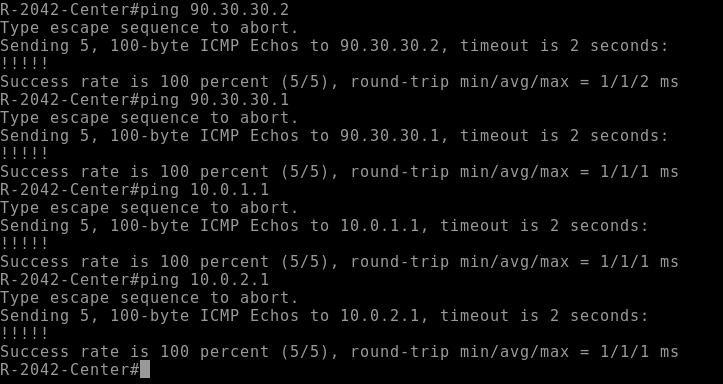 R-2042-Center#ping 90.30.30.2
Type escape sequence to abort.
Sending 5, 100-byte ICMP Echos to 90.30.30.2, timeout is 2 seconds:
!!!!!
Success rate is 100 percent (5/5), round-trip min/avg/max = 1/1/2 ms
R-2042-Center#ping 90.30.30.1
Type escape sequence to abort.
Sending 5, 100-byte ICMP Echos to 90.30.30.1, timeout is 2 seconds:
!!!!!
Success rate is 100 percent (5/5), round-trip min/avg/max = 1/1/1 ms
R-2042-Center#ping 10.0.1.1
Type escape sequence to abort.
Sending 5, 100-byte ICMP Echos to 10.0.1.1, timeout is 2 seconds:
!!!!!
Success rate is 100 percent (5/5), round-trip min/avg/max = 1/1/1 ms
R-2042-Center#ping 10.0.2.1
Type escape sequence to abort.
Sending 5, 100-byte ICMP Echos to 10.0.2.1, timeout is 2 seconds:
!!!!!
Success rate is 100 percent (5/5), round-trip min/avg/max = 1/1/1 ms
R-2042-Center#